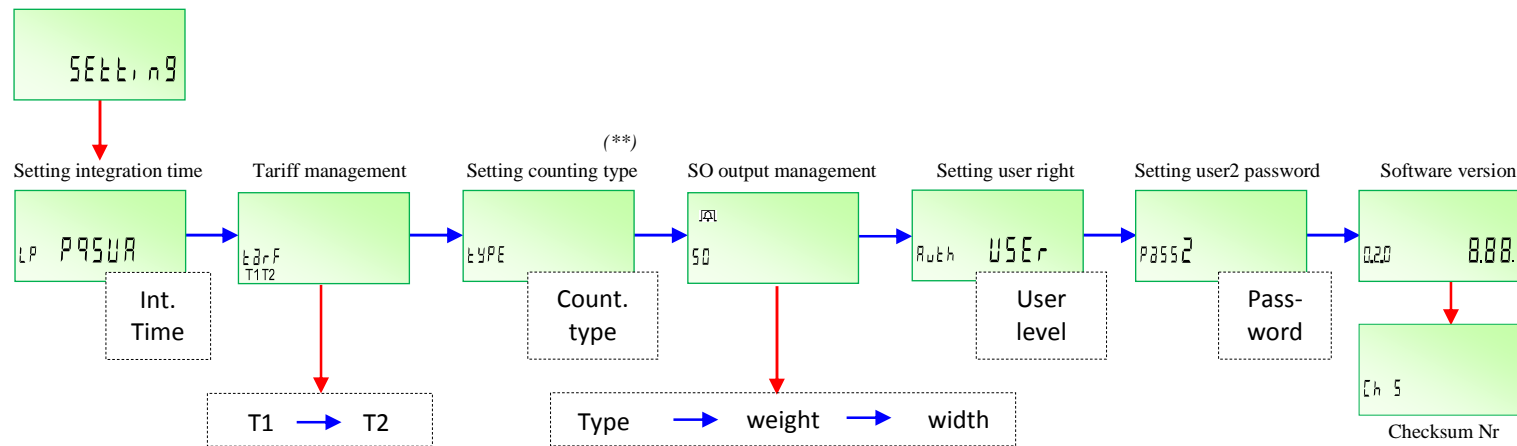 SEtting
(**)
Setting integration time
Tariff management
Setting counting type
SO output management
Setting user right
Setting user2 password
Software version
LP PQSUA
tarF
T1 T2
tYPE
SO
Auth USEr
PaSS2
0.2.0 8.88.
Int.
Time
Count.
type
User
level
Pass-
word
Ch S
T1 T2
Type weight width
Checksum Nr